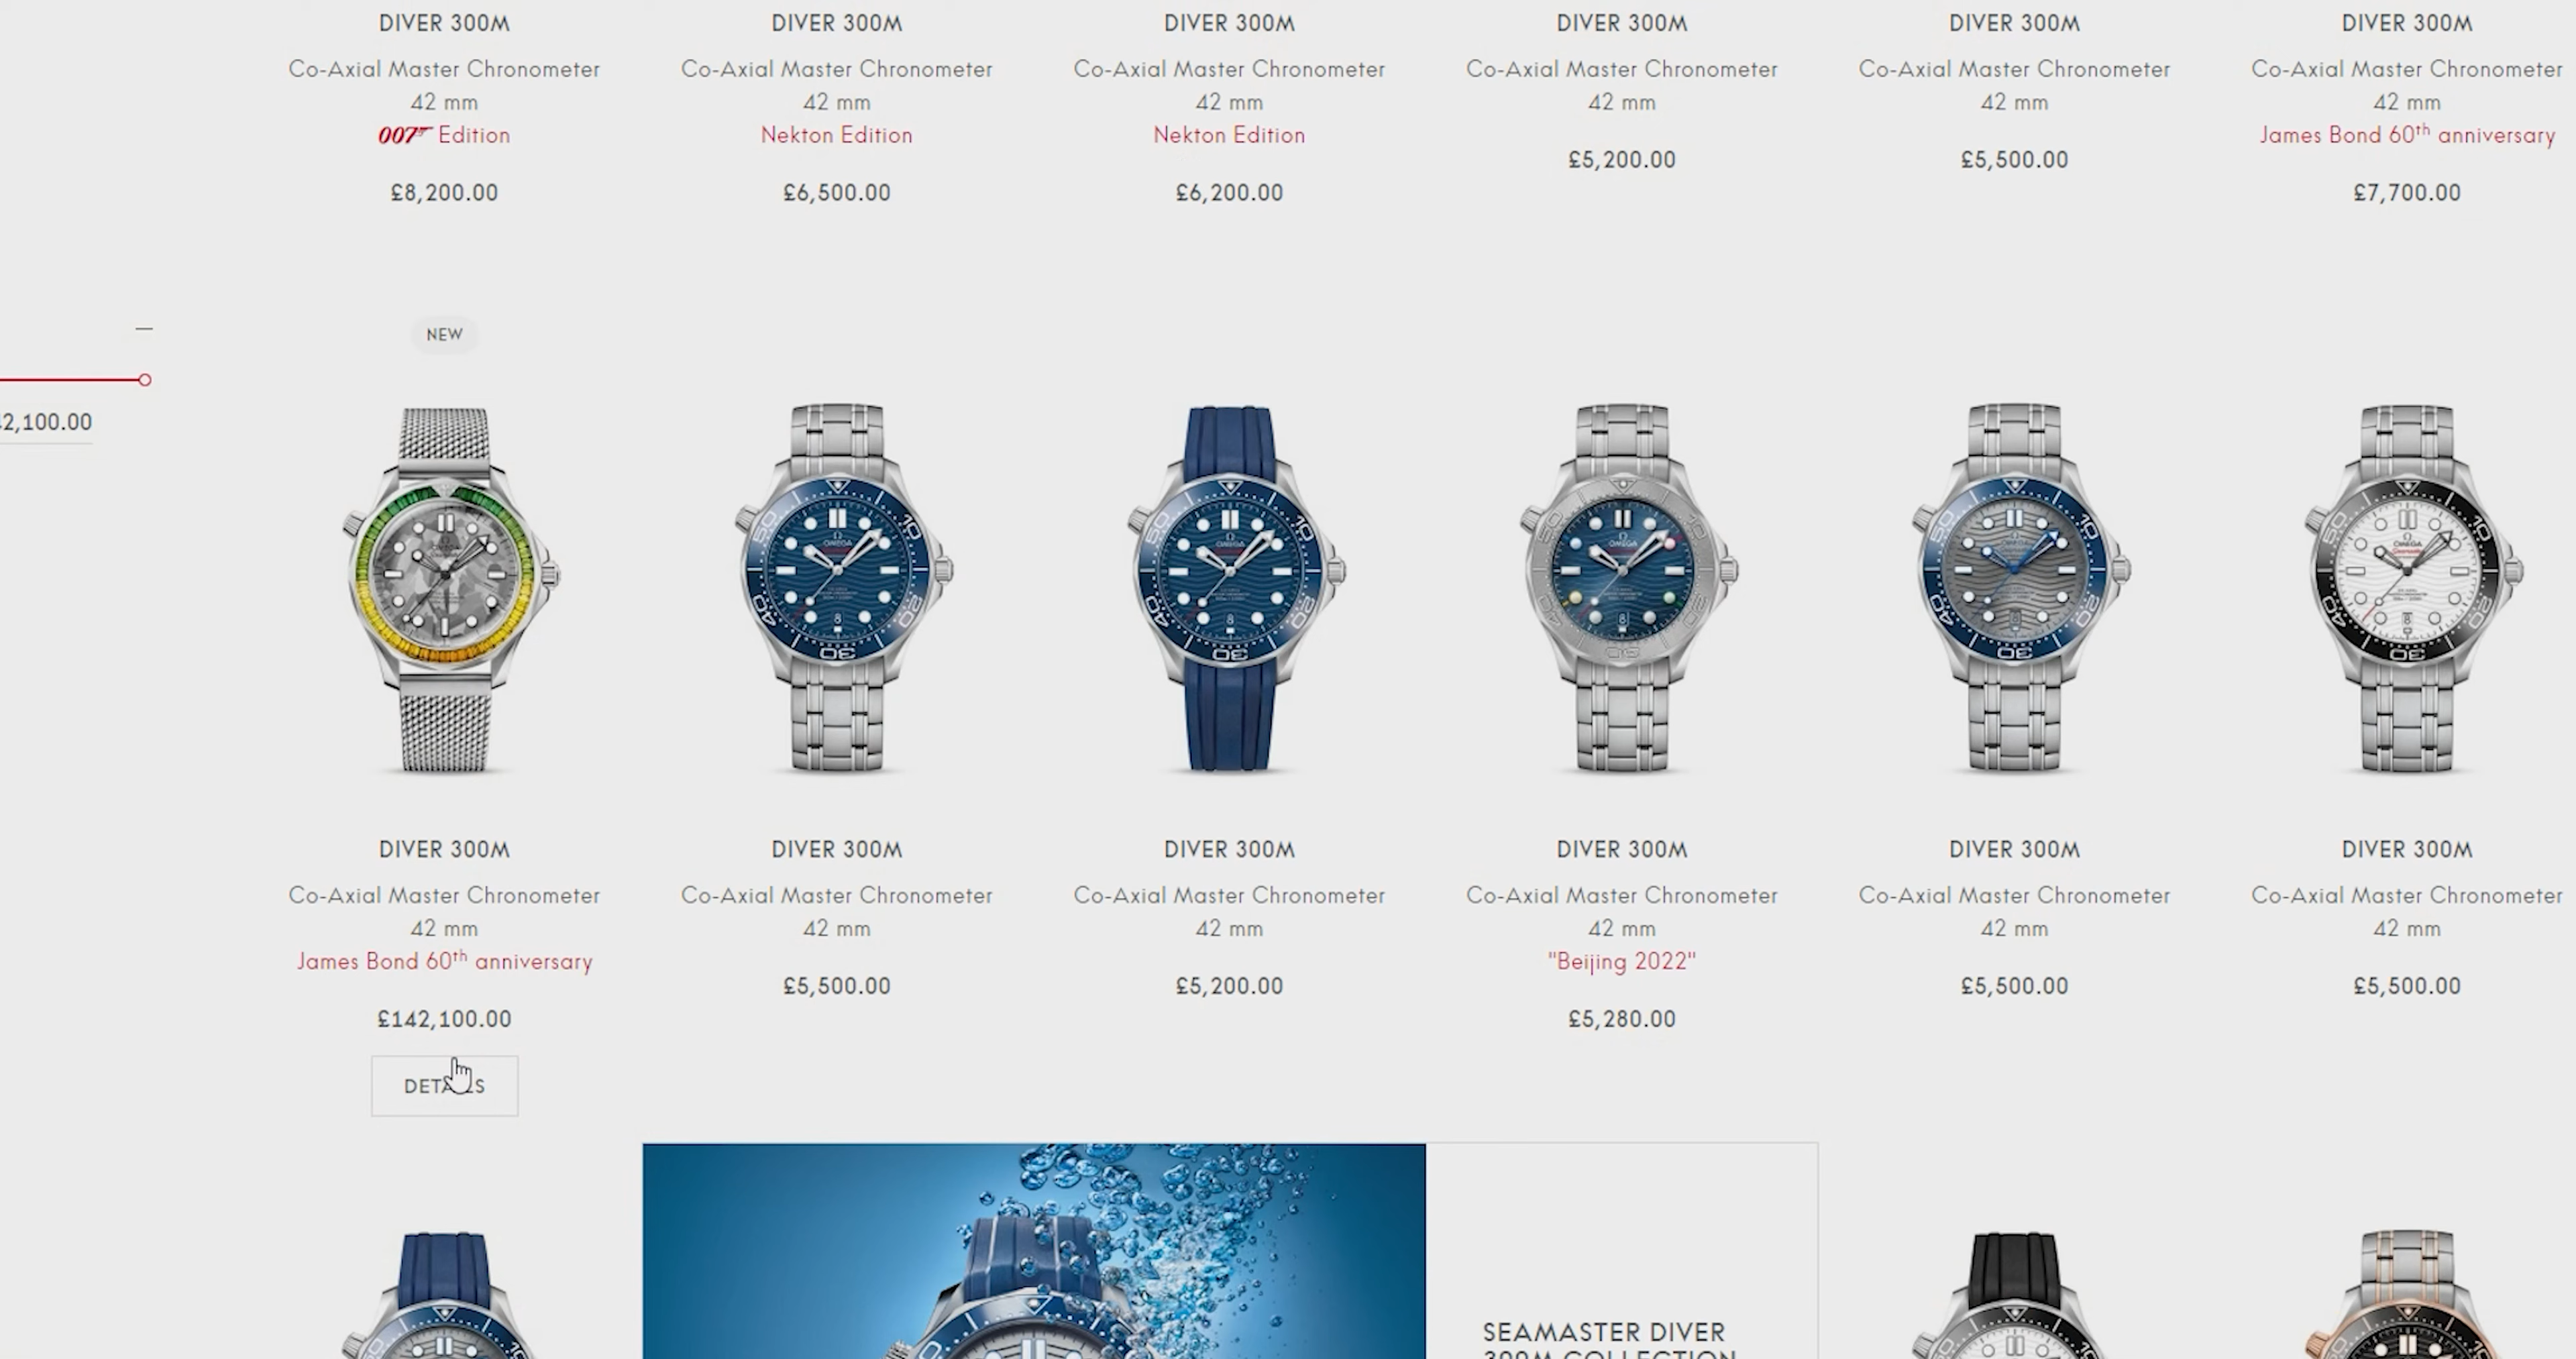 DIVER 300M
Co-Axial Master Chronometer
42 mm
007 Edition
£8,200.00
DIVER 300M
Co-Axial Master Chronometer
42 mm
Nekton Edition
£6,500.00
DIVER 300M
Co-Axial Master Chronometer
42 mm
Nekton Edition
£6,200.00
DIVER 300M
Co-Axial Master Chronometer
42 mm
£5,200.00
DIVER 300M
Co-Axial Master Chronometer
42 mm
£5,500.00
DIVER 300M
Co-Axial Master Chronometer
42 mm
James Bond 60th anniversary
£7,700.00
2,100.00
NEW
DIVER 300M
Co-Axial Master Chronometer
42 mm
James Bond 60th anniversary
£142,100.00
DETAILS
DIVER 300M
Co-Axial Master Chronometer
42 mm
£5,500.00
DIVER 300M
Co-Axial Master Chronometer
42 mm
£5,200.00
DIVER 300M
Co-Axial Master Chronometer
42 mm
"Beijing 2022"
£5,280.00
DIVER 300M
Co-Axial Master Chronometer
42 mm
£5,500.00
DIVER 300M
Co-Axial Master Chronometer
42 mm
£5,500.00
SEAMASTER DIVER
300M COLLECTION